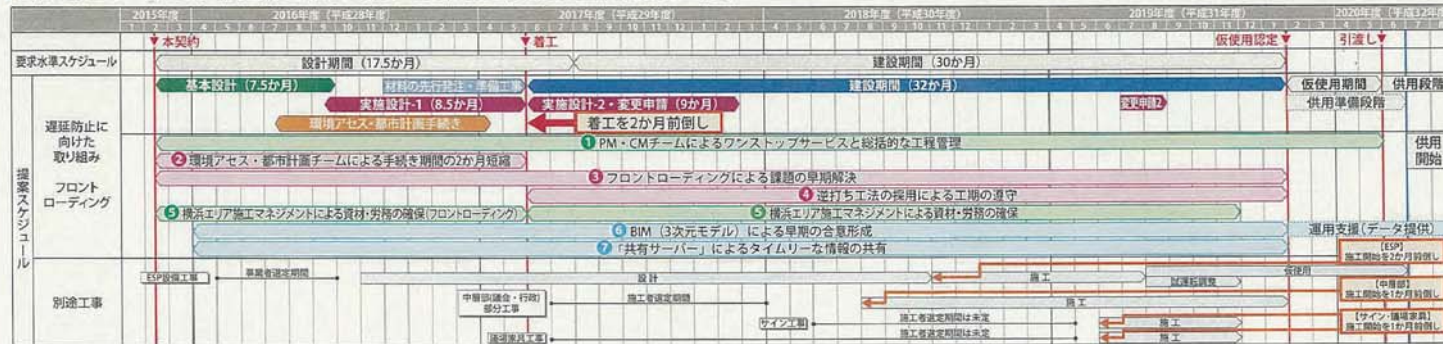 2015年度
2016年度（平成28年度）
2017年度（平成29年度）
2018年度（平成30年度）
2019年度（平成31年度）
2020年度（平成32年度
本契約
着工
仮使用認定
引渡し
要求水準スケジュール
設計期間（17.5か月）
建設期間（30か月）
提案スケジュール
遅延防止に
向けた
取り組み
フロント
ローディング
基本設計（7.5か月）
材料の先行発注・準備工事
建設期間（32か月）
仮使用期間
供用段階
実施設計-1（8.5か月）
実施設計-2・変更申請（9か月）
変更申請2
供用準備段階
環境アセス・都市計画手続き
着工を2か月前倒し
❶PM・CMチームによるワンストップサービスと総括的な工程管理
供用
開始
❷環境アセス・都市計画チームによる手続き期間の2か月短縮
❸フロントローディングによる課題の早期解決
❹逆打ち工法の採用による工期の遵守
❺横浜エリア施工マネジメントによる資材・労務の確保（フロントローディング）
❺横浜エリア施工マネジメントによる資材・労務の確保
❻BIM（3次元モデル）による早期の合意形成
運用支援（データ提供）
❼「共有サーバー」によるタイムリーな情報の共有
別途工事
【ESP】
施工開始を2か月前倒し
ESP設備工事
事業者選定期間
設計
施工
仮使用
試運転調整
【中層部】
施工開始を1か月前倒し
中層部(議会・行政)
部分工事
施工者選定期間
施工
【サイン・議場家具】
施工開始を1か月前倒し
サイン工事
施工者選定期間は未定
施工
議場家具工事
施工者選定期間は未定
施工